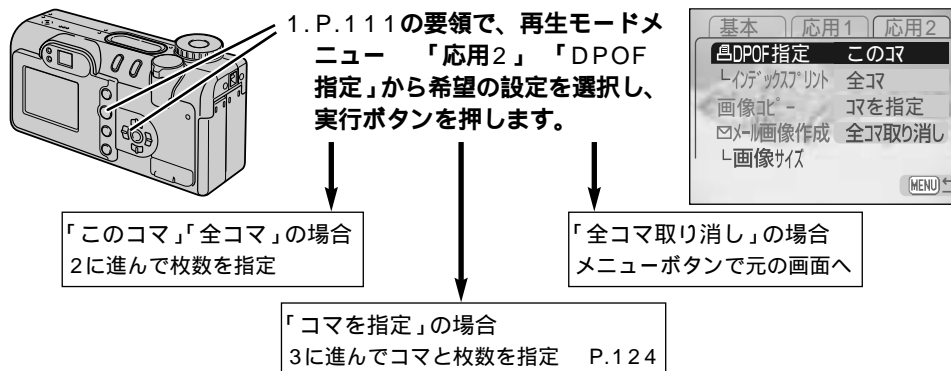 1.P.111の要領で、再生モードメ
ニュー 「応用2」「DPOF
指定」から希望の設定を選択し、
実行ボタンを押します。
基本 応用1 応用2
DPOF指定 このコマ
└インデックスプリント 全コマ
画像コピー コマを指定
メール画像作成 全コマ取り消し
└画像サイズ
MENU
「このコマ」「全コマ」の場合
2に進んで枚数を指定
「全コマ取り消し」の場合
メニューボタンで元の画面へ
「コマを指定」の場合
3に進んでコマと枚数を指定 P.124